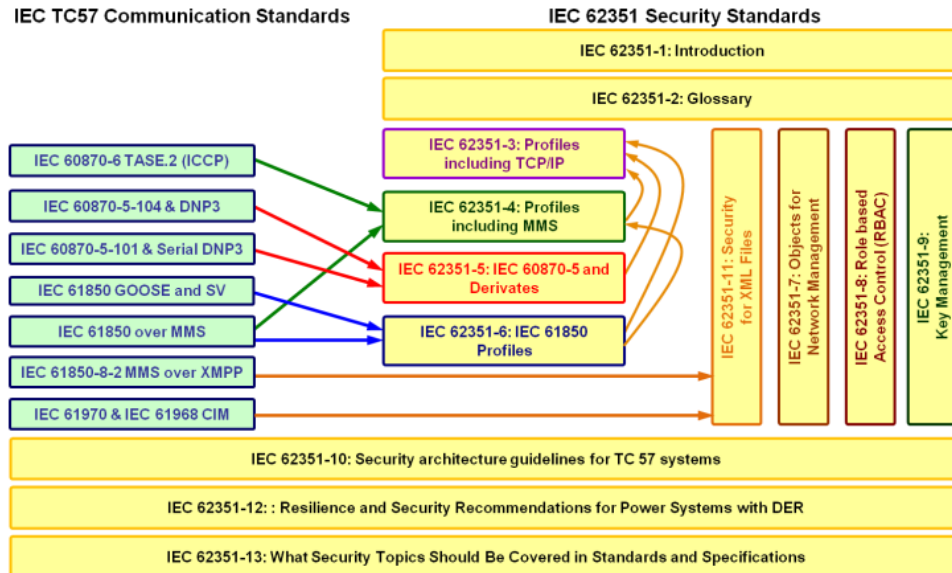 IEC TC57 Communication Standards
IEC 62351 Security Standards
IEC 62351-1: Introduction
IEC 62351-2: Glossary
IEC 60870-6 TASE.2 (ICCP)
IEC 60870-5-104 & DNP3
IEC 60870-5-101 & Serial DNP3
IEC 61850 GOOSE and SV
IEC 61850 over MMS
IEC 61850-8-2 MMS over XMPP
IEC 61970 & IEC 61968 CIM
IEC 62351-3: Profiles
including TCP/IP
IEC 62351-4: Profiles
including MMS
IEC 62351-5: IEC 60870-5 and
Derivates
IEC 62351-6: IEC 61850
Profiles
IEC 62351-11: Security
for XML Files
IEC 62351-7: Objects for
Network Management
IEC 62351-8: Role based
Access Control (RBAC)
IEC 62351-9:
Key Management
IEC 62351-10: Security architecture guidelines for TC 57 systems
IEC 62351-12: : Resilience and Security Recommendations for Power Systems with DER
IEC 62351-13: What Security Topics Should Be Covered in Standards and Specifications